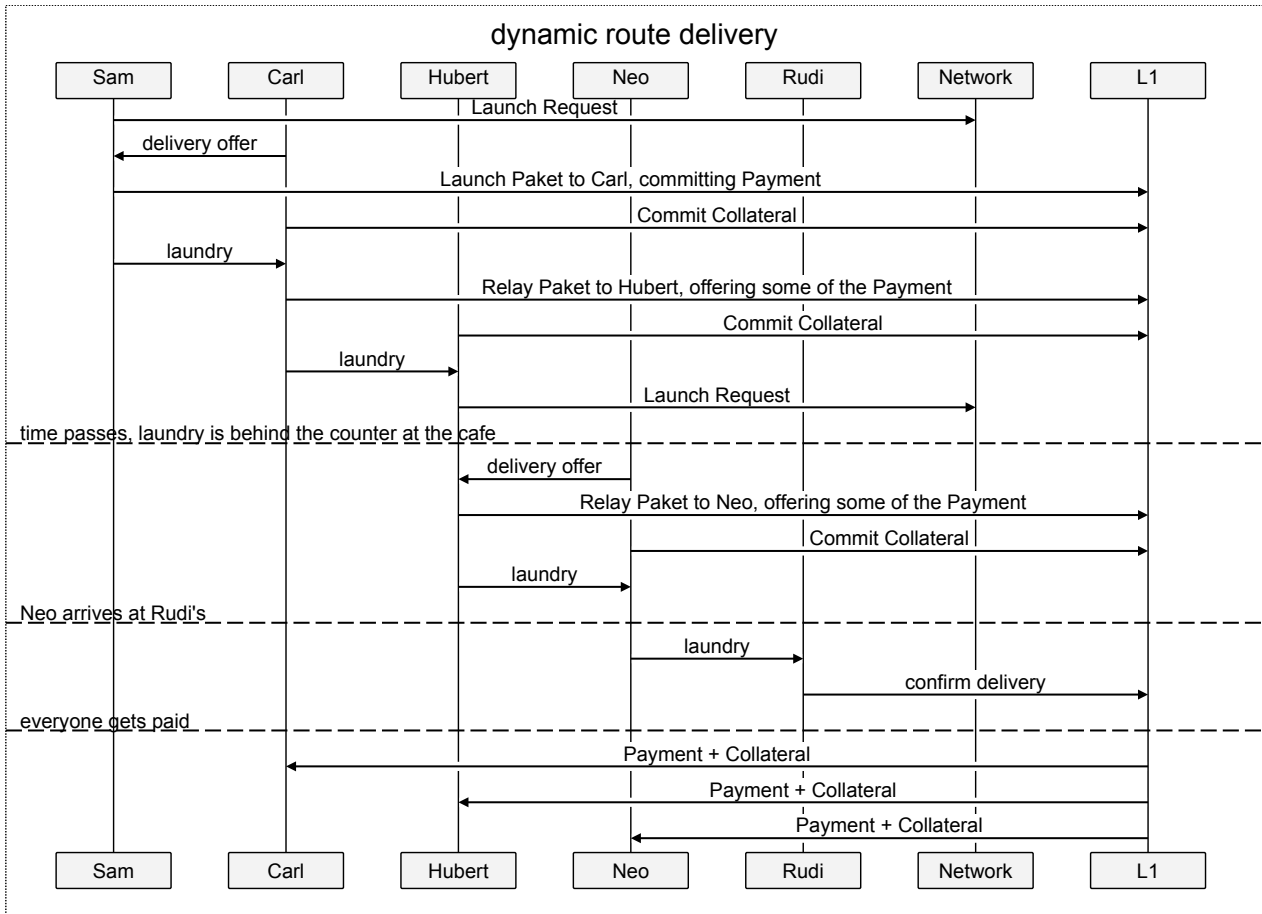 dynamic route delivery
Sam Carl Hubert Neo Rudi Network L1
Launch Request
delivery offer
Launch Paket to Carl, committing Payment
Commit Collateral
laundry
Relay Paket to Hubert, offering some of the Payment
Commit Collateral
laundry
Launch Request
time passes, laundry is behind the counter at the cafe
delivery offer
Relay Paket to Neo, offering some of the Payment
Commit Collateral
laundry
Neo arrives at Rudi's
laundry
confirm delivery
everyone gets paid
Payment + Collateral
Payment + Collateral
Payment + Collateral
Sam Carl Hubert Neo Rudi Network L1